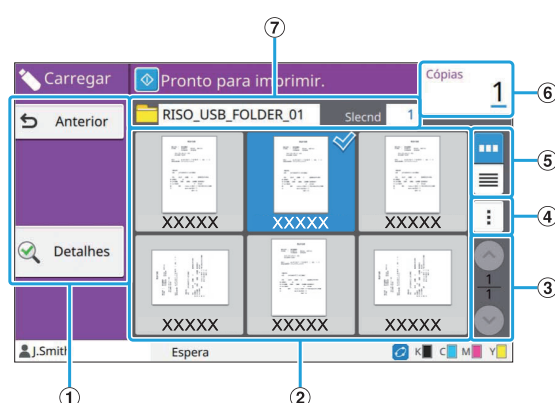 7
Carregar
Pronto para imprimir.
Cópias
1
6
Anterior
RISO_USB_FOLDER_01
Slecnd
1
5
XXXXX
XXXXX
XXXXX
4
Detalhes
1
1
3
XXXXX
XXXXX
XXXXX
J.Smith
Espera
K C M Y
1
2